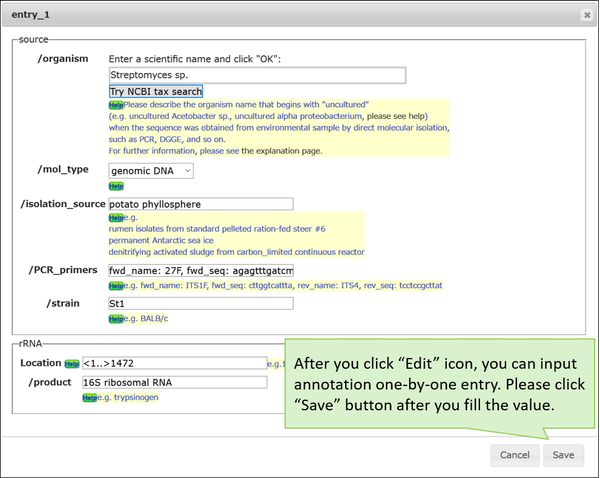 entry_1
source
/organism
Enter a scientific name and click "OK":
Streptomyces sp.
Try NCBI tax search
Help Please describe the organism name that begins with "uncultured"
(e.g. uncultured Acetobacter sp., uncultured alpha proteobacterium, please see help)
when the sequence was obtained from environmental sample by direct molecular isolation,
such as PCR, DGGE, and so on.
For further information, please see the explanation page.
/mol_type genomic DNA
Help
/isolation_source potato phyllosphere
Help e.g.
rumen isolates from standard pelleted ration-fed steer #6
permanent Antarctic sea ice
denitrifying activated sludge from carbon_limited continuous reactor
/PCR_primers fwd_name: 27F, fwd_seq: agagtttgatcm
Help e.g. fwd_name: ITS1F, fwd_seq: cttggtcattta, rev_name: ITS4, rev_seq: tcctccgcttat
/strain St1
Help e.g. BALB/c
rRNA
Location Help <1..>1472 e.g.1
/product 16S ribosomal RNA
Help e.g. trypsinogen
After you click “Edit” icon, you can input
annotation one-by-one entry. Please click
“Save” button after you fill the value.
Cancel Save